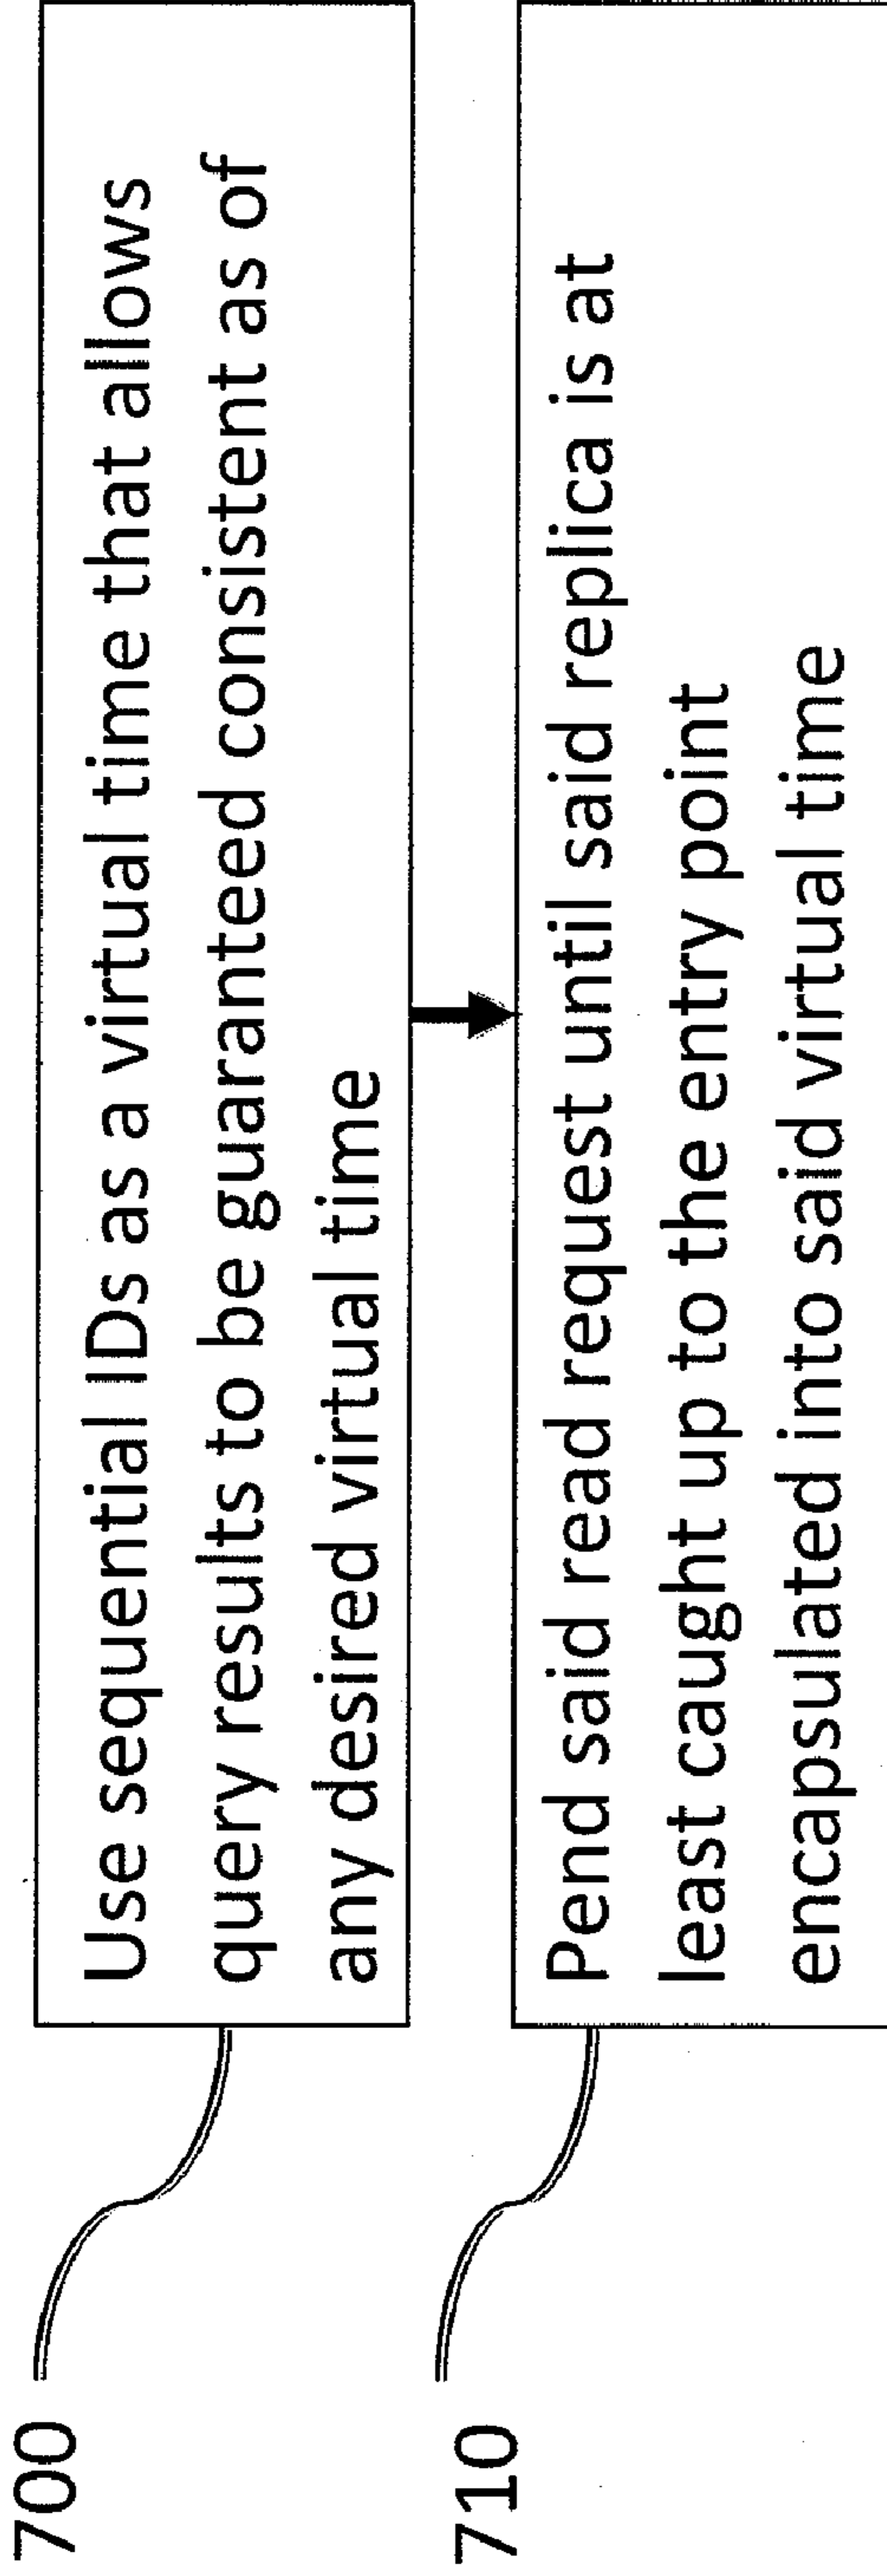 700
Use sequential IDs as a virtual time that allows
query results to be guaranteed consistent as of
any desired virtual time
710
Pend said read request until said replica is at
least caught up to the entry point
encapsulated into said virtual time